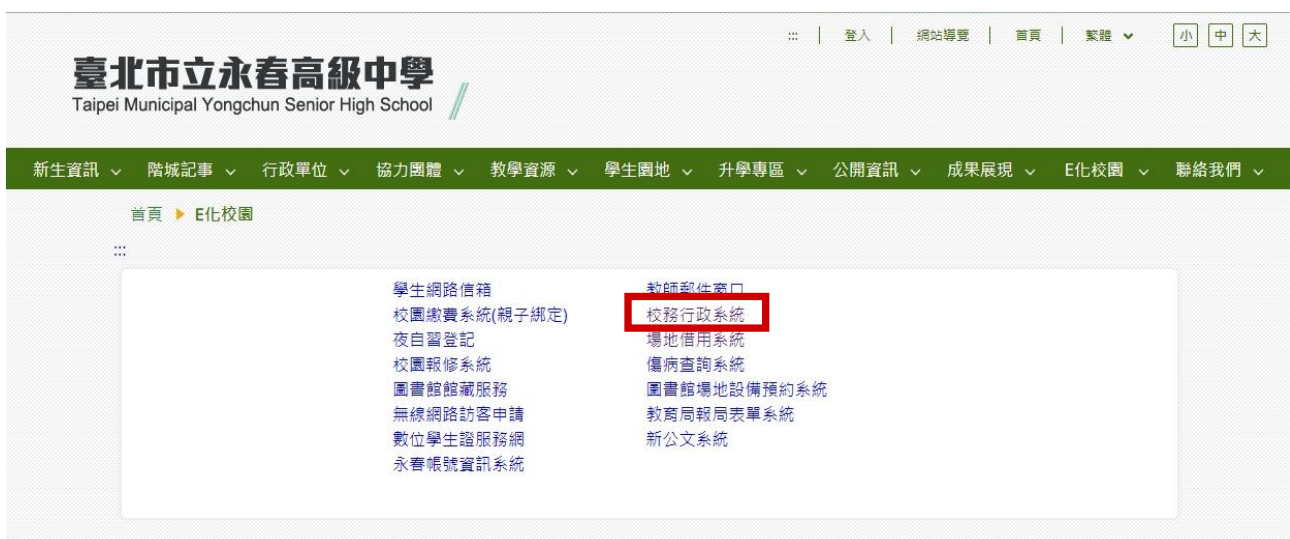 ::: | 登入 | 網站導覽 | 首頁 | 繁體 小 中 大
臺北市立永春高級中學
Taipei Municipal Yongchun Senior High School
新生資訊 階城記事 行政單位 協力團體 教學資源 學生園地 升學專區 公開資訊 成果展現 E化校園 聯絡我們
首頁 ▶ E化校園
:::
學生網路信箱 教師郵件窗口
校園繳費系統(親子綁定) 校務行政系統
夜自習登記 場地借用系統
校園報修系統 傷病查詢系統
圖書館館藏服務 圖書館場地設備預約系統
無線網路訪客申請 教育局報局表單系統
數位學生證服務網 新公文系統
永春帳號資訊系統